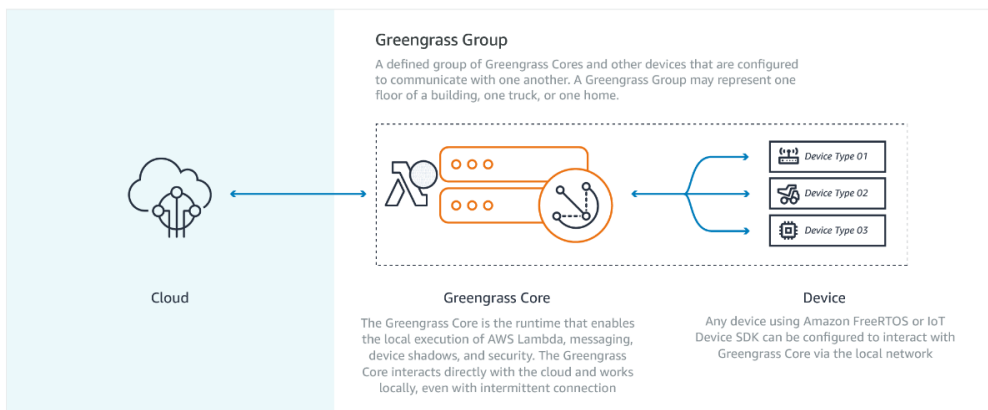 Greengrass Group
A defined group of Greengrass Cores and other devices that are configured
to communicate with one another. A Greengrass Group may represent one
floor of a building, one truck, or one home.
Device Type 01
Device Type 02
Device Type 03
Cloud
Greengrass Core
The Greengrass Core is the runtime that enables
the local execution of AWS Lambda, messaging,
device shadows, and security. The Greengrass
Core interacts directly with the cloud and works
locally, even with intermittent connection
Device
Any device using Amazon FreeRTOS or IoT
Device SDK can be configured to interact with
Greengrass Core via the local network